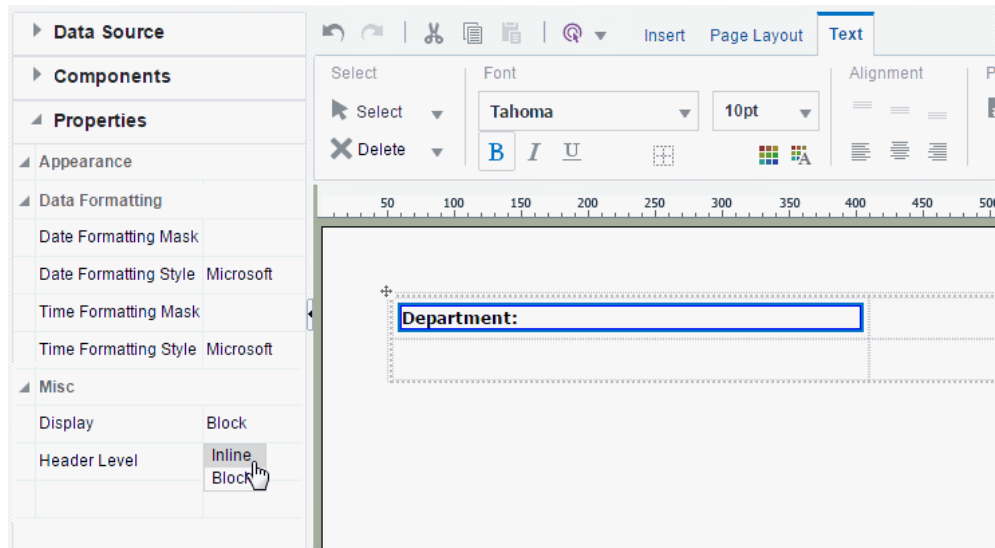 Data Source
Components
Properties
Appearance
Data Formatting
Date Formatting Mask
Date Formatting Style Microsoft
Time Formatting Mask
Time Formatting Style Microsoft
Misc
Display Block
Header Level
Inline
Block
Insert Page Layout Text
Select Font Alignment P
Select Tahoma 10pt
Delete B I U
50 100 150 200 250 300 350 400 450 500
Department: